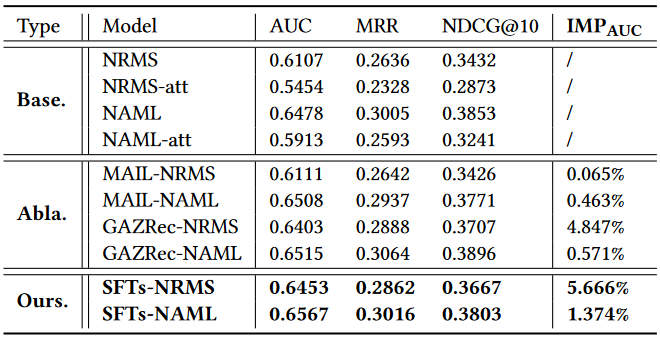 Type Model AUC MRR NDCG@10 IMP_AUC
Base.
NRMS 0.6107 0.2636 0.3432 /
NRMS-att 0.5454 0.2328 0.2873 /
NAML 0.6478 0.3005 0.3853 /
NAML-att 0.5913 0.2593 0.3241 /
Abla.
MAIL-NRMS 0.6111 0.2642 0.3426 0.065%
MAIL-NAML 0.6508 0.2937 0.3771 0.463%
GAZRec-NRMS 0.6403 0.2888 0.3707 4.847%
GAZRec-NAML 0.6515 0.3064 0.3896 0.571%
Ours.
SFTs-NRMS 0.6453 0.2862 0.3667 5.666%
SFTs-NAML 0.6567 0.3016 0.3803 1.374%